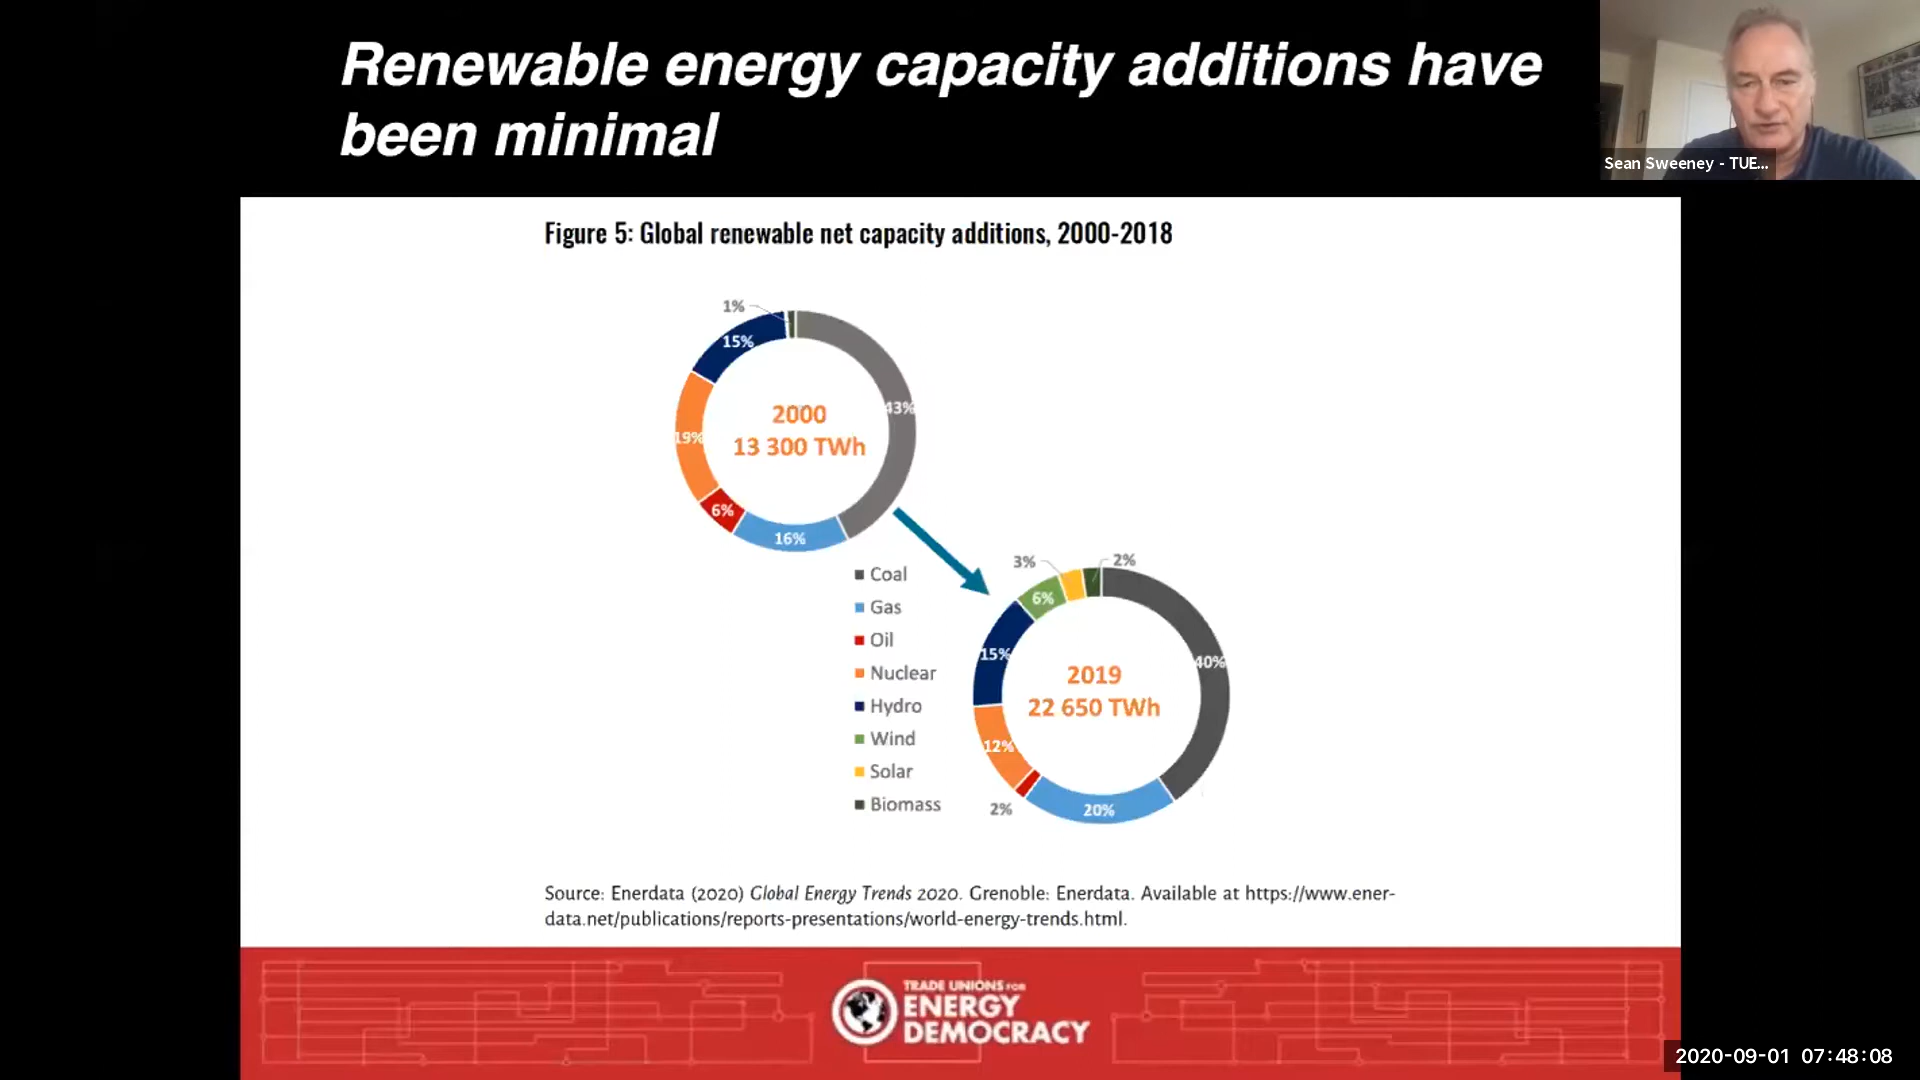 Renewable energy capacity additions have
been minimal
Sean Sweeney - TUE...
Figure 5: Global renewable net capacity additions, 2000-2018
1%
15%
43%
2000
13 300 TWh
19%
6%
16%
Coal
Gas
Oil
Nuclear
Hydro
Wind
Solar
Biomass
3%
2%
6%
15%
40%
2019
22 650 TWh
12%
2%
20%
Source: Enerdata (2020) Global Energy Trends 2020. Grenoble: Enerdata. Available at https://www.ener-
data.net/publications/reports-presentations/world-energy-trends.html.
TRADE UNIONS FOR
ENERGY
DEMOCRACY
2020-09-01 07:48:08